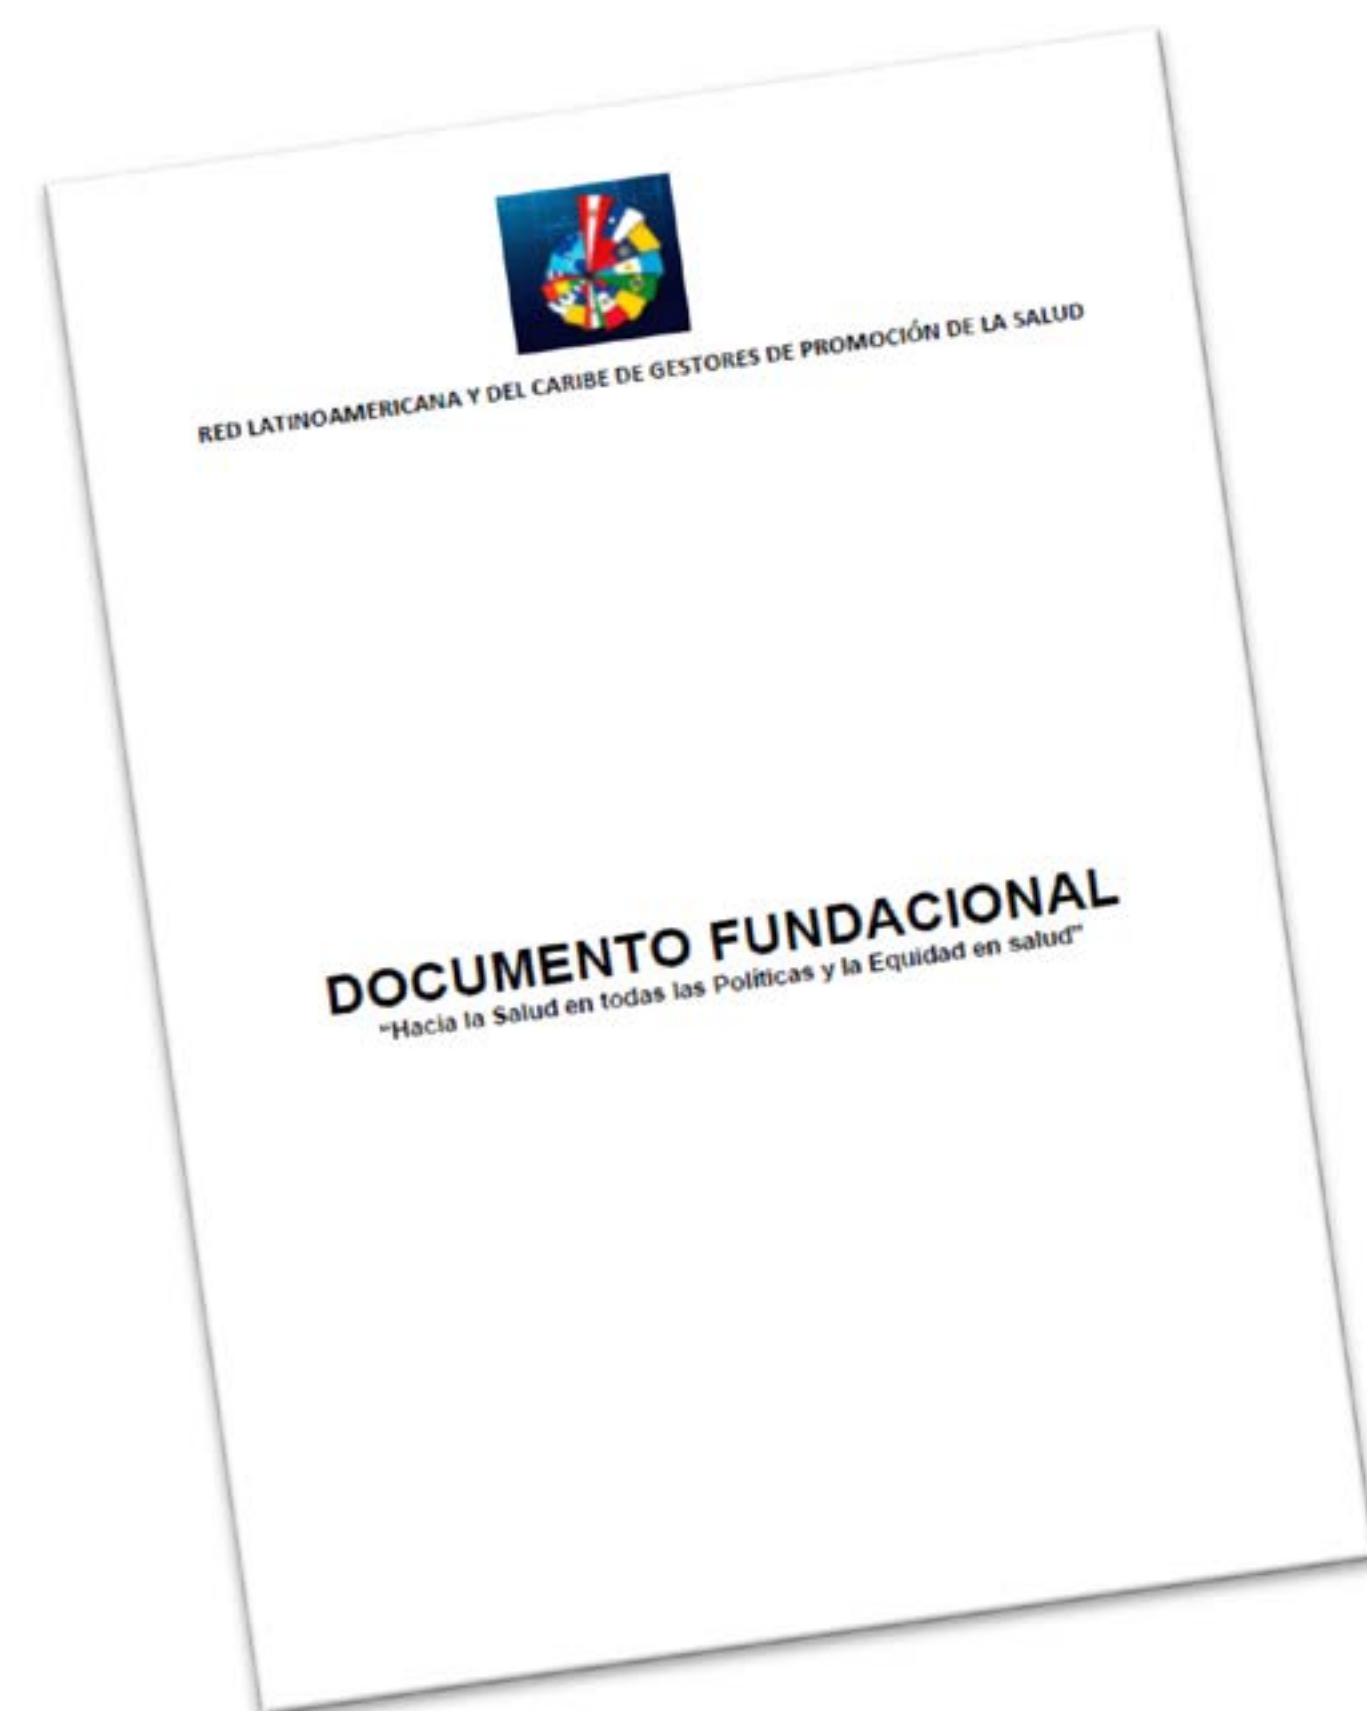 RED LATINOAMERICANA Y DEL CARIBE DE GESTORES DE PROMOCIÓN DE LA SALUD
DOCUMENTO FUNDACIONAL
"Hacia la Salud en todas las Políticas y la Equidad en salud"